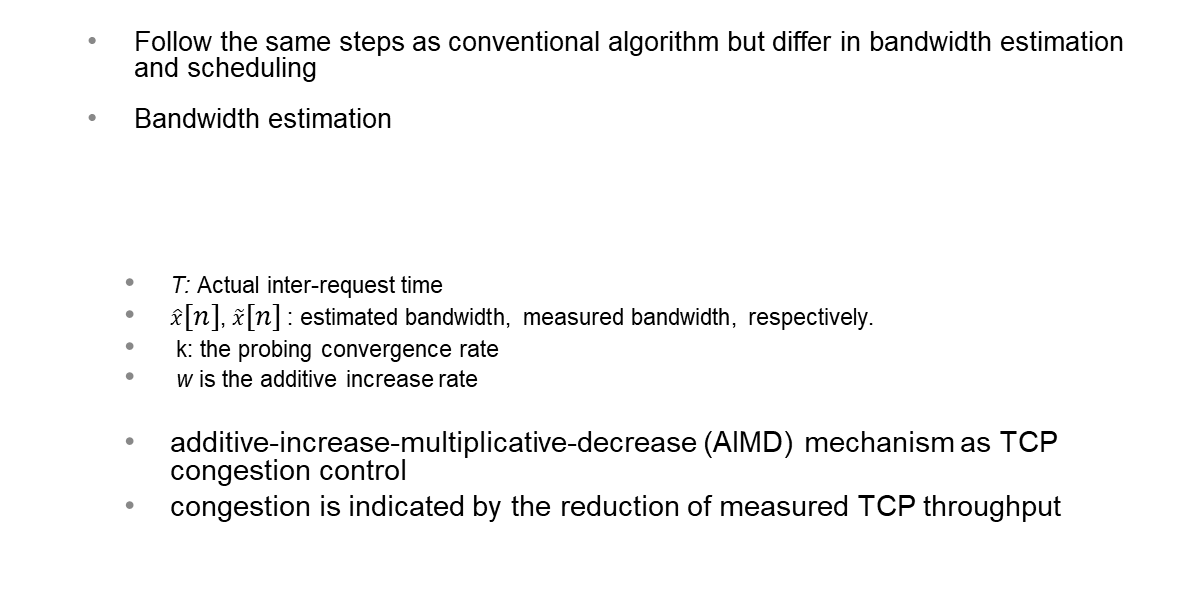 • Follow the same steps as conventional algorithm but differ in bandwidth estimation
and scheduling
• Bandwidth estimation
• T: Actual inter-request time
• x̂[n], x̃[n] : estimated bandwidth, measured bandwidth, respectively.
• k: the probing convergence rate
• w is the additive increase rate
• additive-increase-multiplicative-decrease (AIMD) mechanism as TCP
congestion control
• congestion is indicated by the reduction of measured TCP throughput